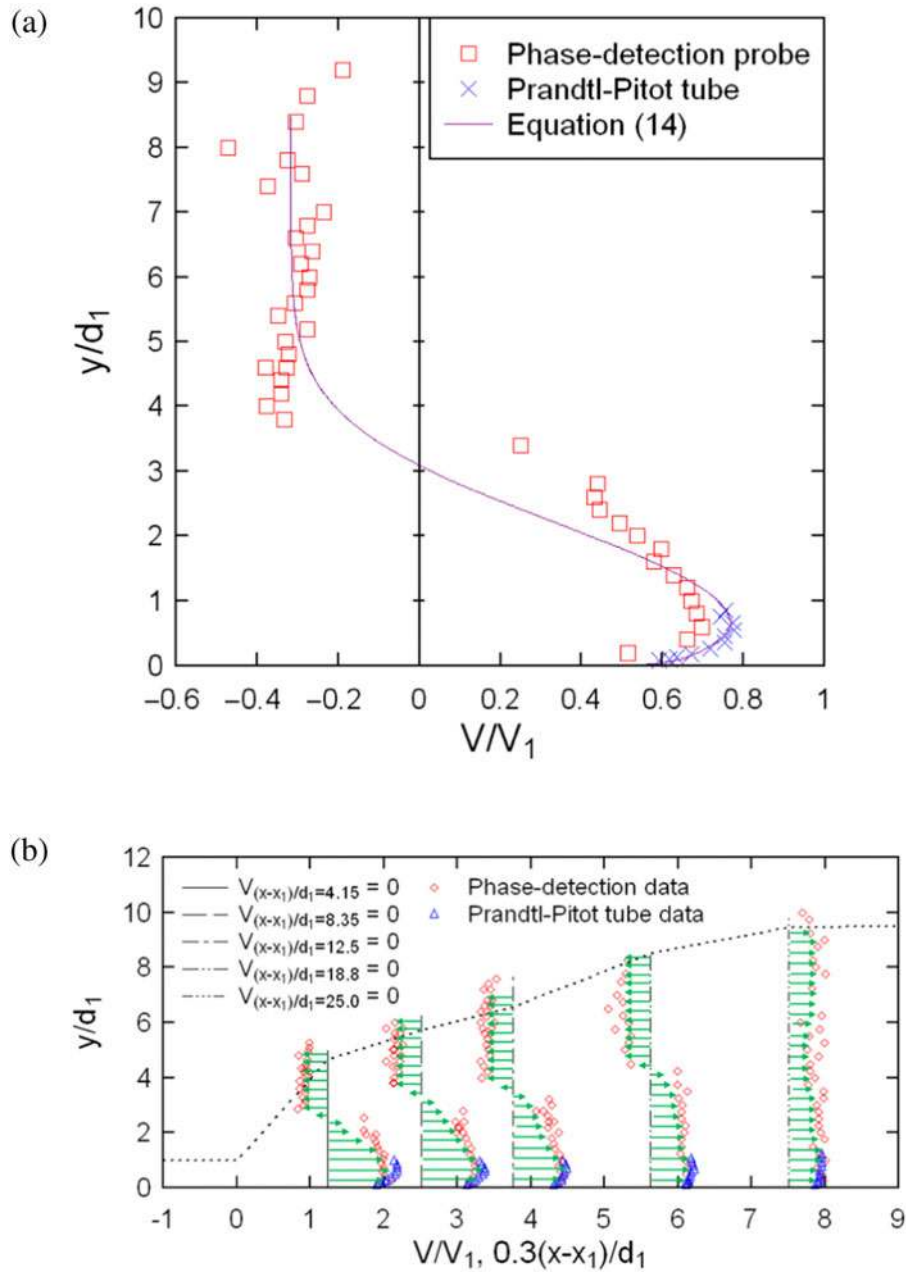 (a)
10
9
8
7
6
5
4
3
2
1
0
y/d1
Phase-detection probe
Prandtl-Pitot tube
Equation (14)
−0.6 −0.4 −0.2 0 0.2 0.4 0.6 0.8 1
V/V1
(b)
12
10
8
6
4
2
0
y/d1
V(x-x1)/d1=4.15 = 0
V(x-x1)/d1=8.35 = 0
V(x-x1)/d1=12.5 = 0
V(x-x1)/d1=18.8 = 0
V(x-x1)/d1=25.0 = 0
Phase-detection data
Prandtl-Pitot tube data
-1 0 1 2 3 4 5 6 7 8 9
V/V1, 0.3(x-x1)/d1